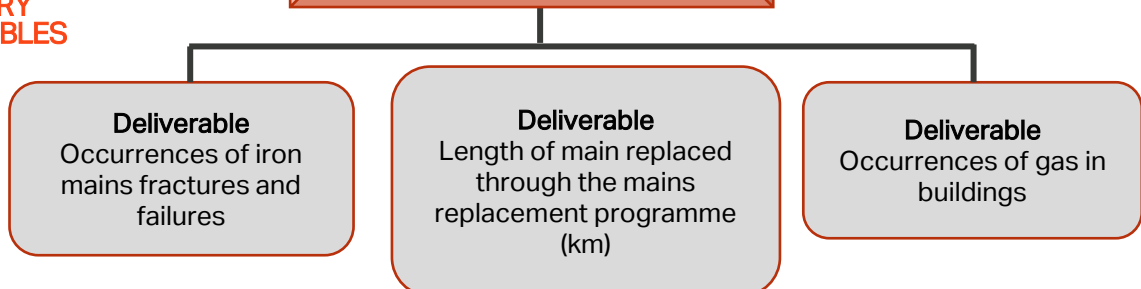 RY
BLES
Deliverable
Occurrences of iron
mains fractures and
failures
Deliverable
Length of main replaced
through the mains
replacement programme
(km)
Deliverable
Occurrences of gas in
buildings